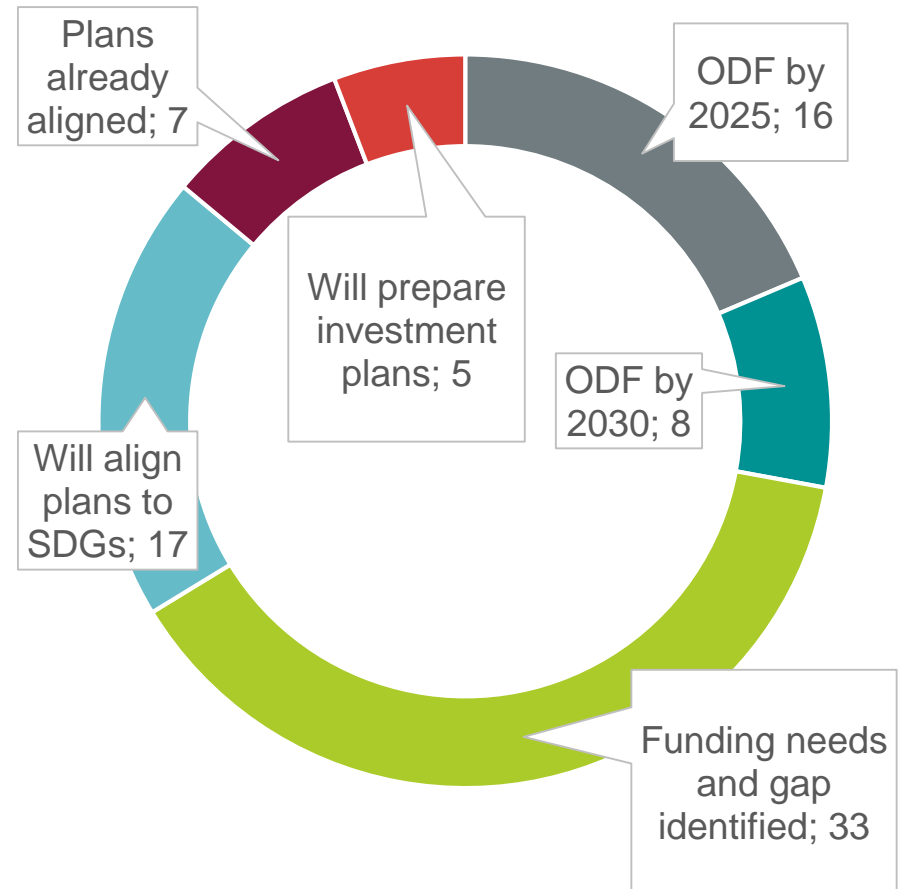 Plans
already
aligned; 7
ODF by
2025; 16
Will prepare
investment
plans; 5
ODF by
2030; 8
Will align
plans to
SDGs; 17
Funding needs
and gap
identified; 33